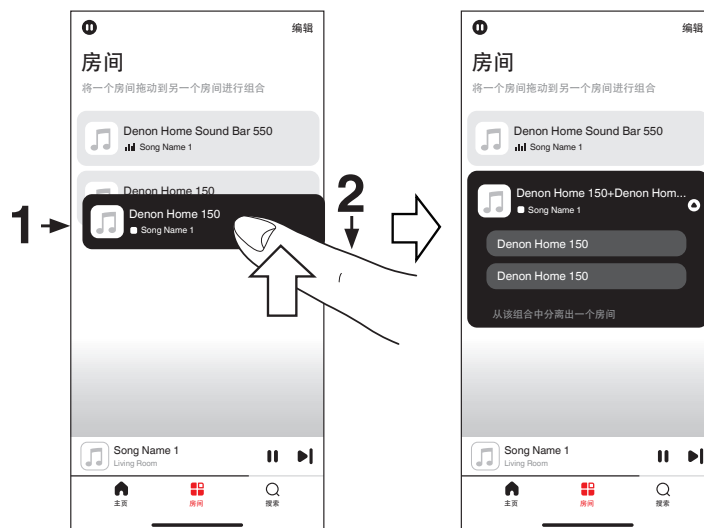 编辑
房间
将一个房间拖动到另一个房间进行组合
Denon Home Sound Bar 550
Song Name 1
Denon Home 150
Denon Home 150
Song Name 1
1
2
Song Name 1
Living Room
主页
房间
搜索
编辑
房间
将一个房间拖动到另一个房间进行组合
Denon Home Sound Bar 550
Song Name 1
Denon Home 150+Denon Hom...
Song Name 1
Denon Home 150
Denon Home 150
从该组合中分离出一个房间
Song Name 1
Living Room
主页
房间
搜索